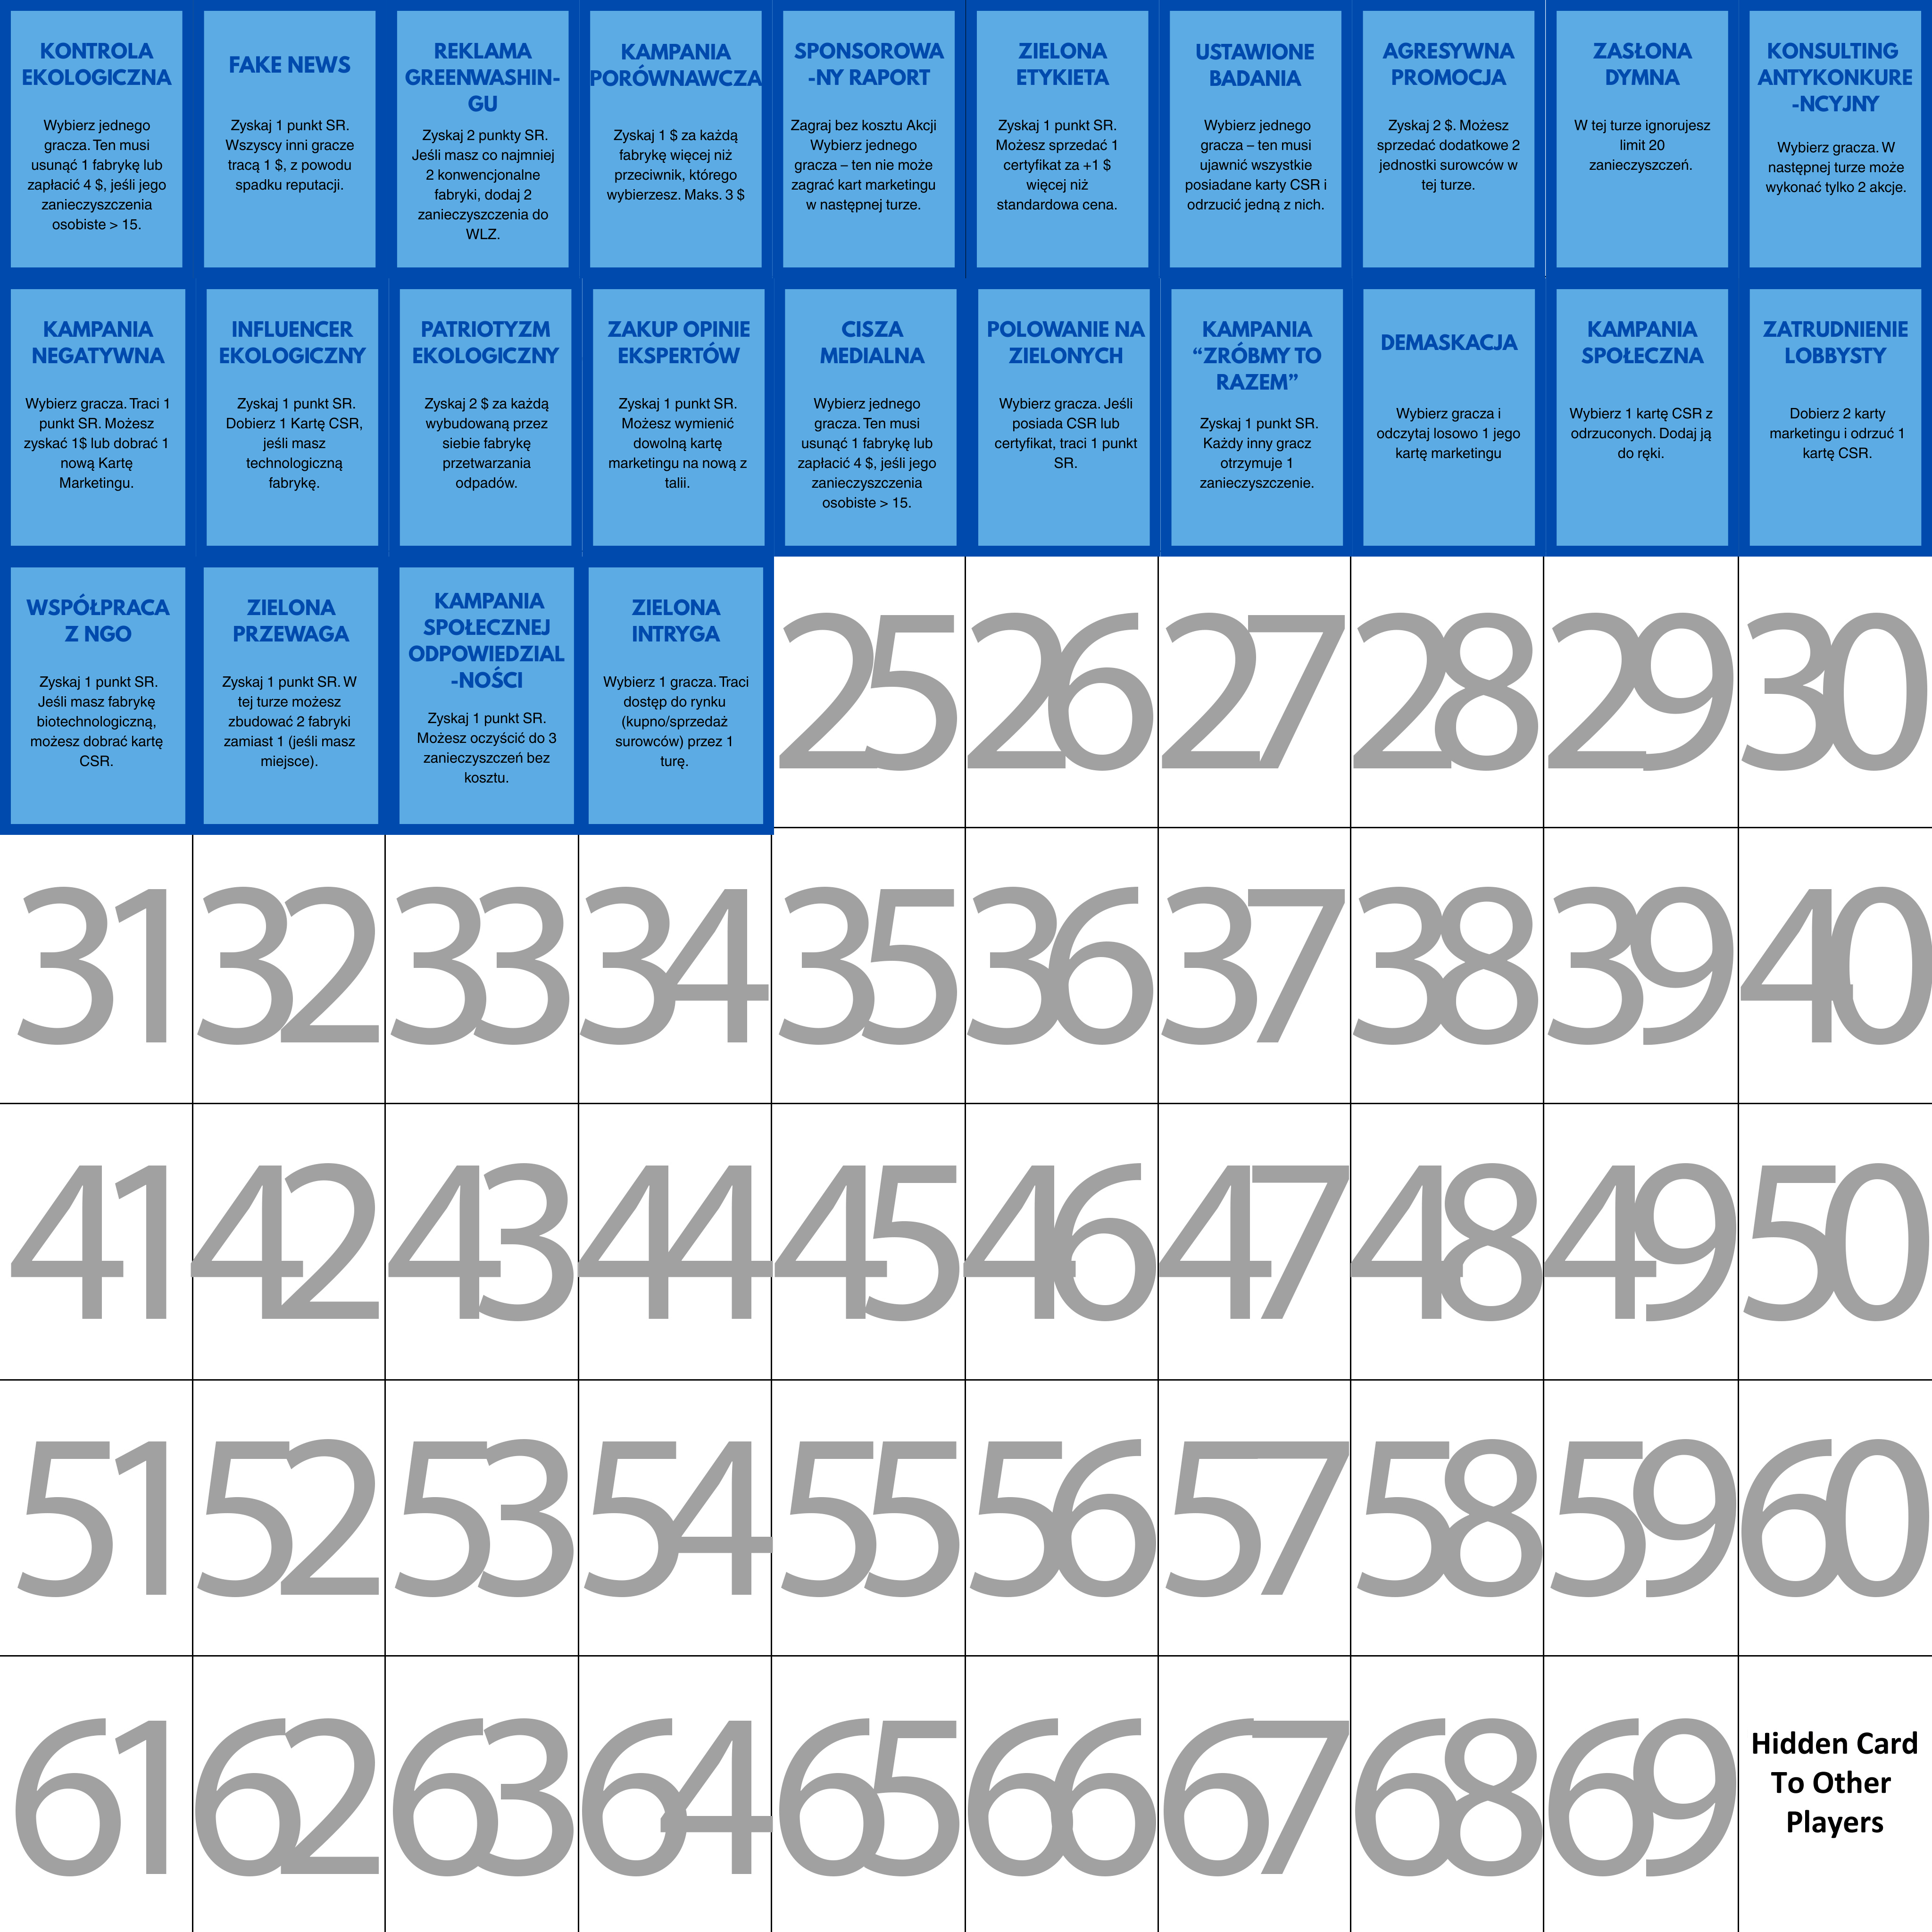 KONTROLA
EKOLOGICZNA
Wybierz jednego
gracza. Ten musi
usunąć 1 fabrykę lub
zapłacić 4 $, jeśli jego
zanieczyszczenia
osobiste > 15.
FAKE NEWS
Zyskaj 1 punkt SR.
Wszyscy inni gracze
tracą 1 $, z powodu
spadku reputacji.
REKLAMA
GREENWASHIN-
GU
Zyskaj 2 punkty SR.
Jeśli masz co najmniej
2 konwencjonalne
fabryki, dodaj 2
zanieczyszczenia do
WLZ.
KAMPANIA
PORÓWNAWCZA
Zyskaj 1 $ za każdą
fabrykę więcej niż
przeciwnik, którego
wybierzesz. Maks. 3 $
SPONSOROWA
-NY RAPORT
Zagraj bez kosztu Akcji
Wybierz jednego
gracza – ten nie może
zagrać kart marketingu
w następnej turze.
ZIELONA
ETYKIETA
Zyskaj 1 punkt SR.
Możesz sprzedać 1
certyfikat za +1 $
więcej niż
standardowa cena.
USTAWIONE
BADANIA
Wybierz jednego
gracza – ten musi
ujawnić wszystkie
posiadane karty CSR i
odrzucić jedną z nich.
AGRESYWNA
PROMOCJA
Zyskaj 2 $. Możesz
sprzedać dodatkowe 2
jednostki surowców w
tej turze.
ZASŁONA
DYMNA
W tej turze ignorujesz
limit 20
zanieczyszczeń.
KONSULTING
ANTYKONKURE
-NCYJNY
Wybierz gracza. W
następnej turze może
wykonać tylko 2 akcje.
KAMPANIA
NEGATYWNA
Wybierz gracza. Traci 1
punkt SR. Możesz
zyskać 1$ lub dobrać 1
nową Kartę
Marketingu.
INFLUENCER
EKOLOGICZNY
Zyskaj 1 punkt SR.
Dobierz 1 Kartę CSR,
jeśli masz
technologiczną
fabrykę.
PATRIOTYZM
EKOLOGICZNY
Zyskaj 2 $ za każdą
wybudowaną przez
siebie fabrykę
przetwarzania
odpadów.
ZAKUP OPINIE
EKSPERTÓW
Zyskaj 1 punkt SR.
Możesz wymienić
dowolną kartę
marketingu na nową z
talii.
CISZA
MEDIALNA
Wybierz jednego
gracza. Ten musi
usunąć 1 fabrykę lub
zapłacić 4 $, jeśli jego
zanieczyszczenia
osobiste > 15.
POLOWANIE NA
ZIELONYCH
Wybierz gracza. Jeśli
posiada CSR lub
certyfikat, traci 1 punkt
SR.
KAMPANIA
“ZRÓBMY TO
RAZEM”
Zyskaj 1 punkt SR.
Każdy inny gracz
otrzymuje 1
zanieczyszczenie.
DEMASKACJA
Wybierz gracza i
odczytaj losowo 1 jego
kartę marketingu
KAMPANIA
SPOŁECZNA
Wybierz 1 kartę CSR z
odrzuconych. Dodaj ją
do ręki.
ZATRUDNIENIE
LOBBYSTY
Dobierz 2 karty
marketingu i odrzuć 1
kartę CSR.
WSPÓŁPRACA
Z NGO
Zyskaj 1 punkt SR.
Jeśli masz fabrykę
biotechnologiczną,
możesz dobrać kartę
CSR.
ZIELONA
PRZEWAGA
Zyskaj 1 punkt SR. W
tej turze możesz
zbudować 2 fabryki
zamiast 1 (jeśli masz
miejsce).
KAMPANIA
SPOŁECZNEJ
ODPOWIEDZIAL
-NOŚCI
Zyskaj 1 punkt SR.
Możesz oczyścić do 3
zanieczyszczeń bez
kosztu.
ZIELONA
INTRYGA
Wybierz 1 gracza. Traci
dostęp do rynku
(kupno/sprzedaż
surowców) przez 1
turę.
25 26 27 28 29 30
31 32 33 34 35 36 37 38 39 40
41 42 43 44 45 46 47 48 49 50
51 52 53 54 55 56 57 58 59 60
61 62 63 64 65 66 67 68 69
Hidden Card
To Other
Players